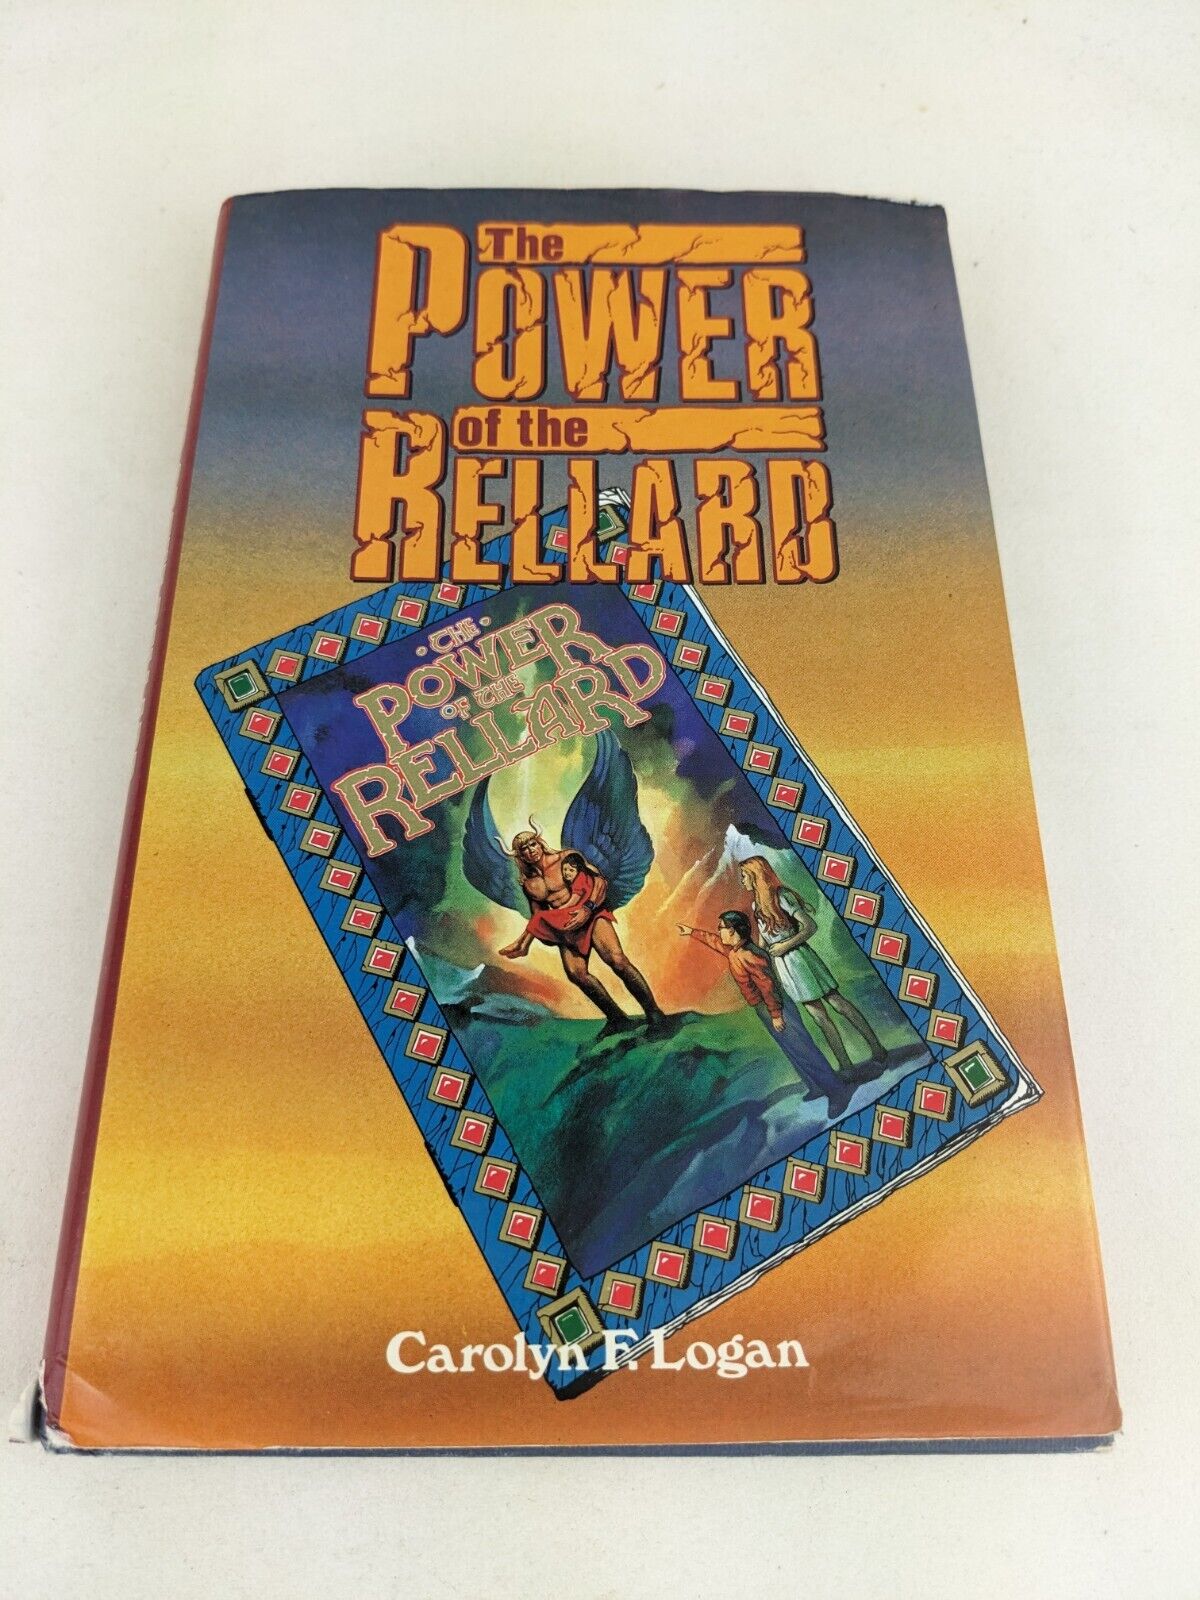 The
POWER
of the
RELLARD
THE
POWER
OF THE
RELLARD
Carolyn F. Logan